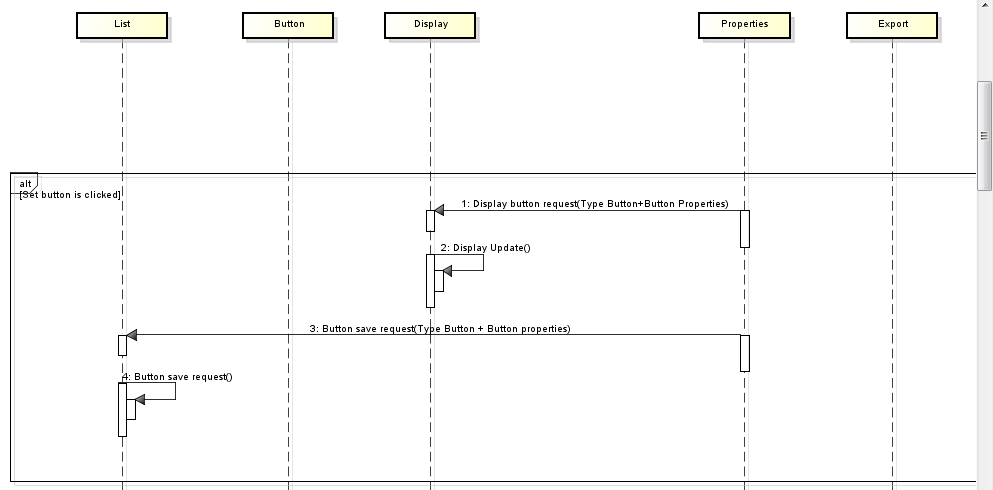 List
Button
Display
Properties
Export
alt
[Set button is clicked]
1: Display button request(Type Button+Button Properties)
2: Display Update()
3: Button save request(Type Button + Button properties)
4: Button save request()